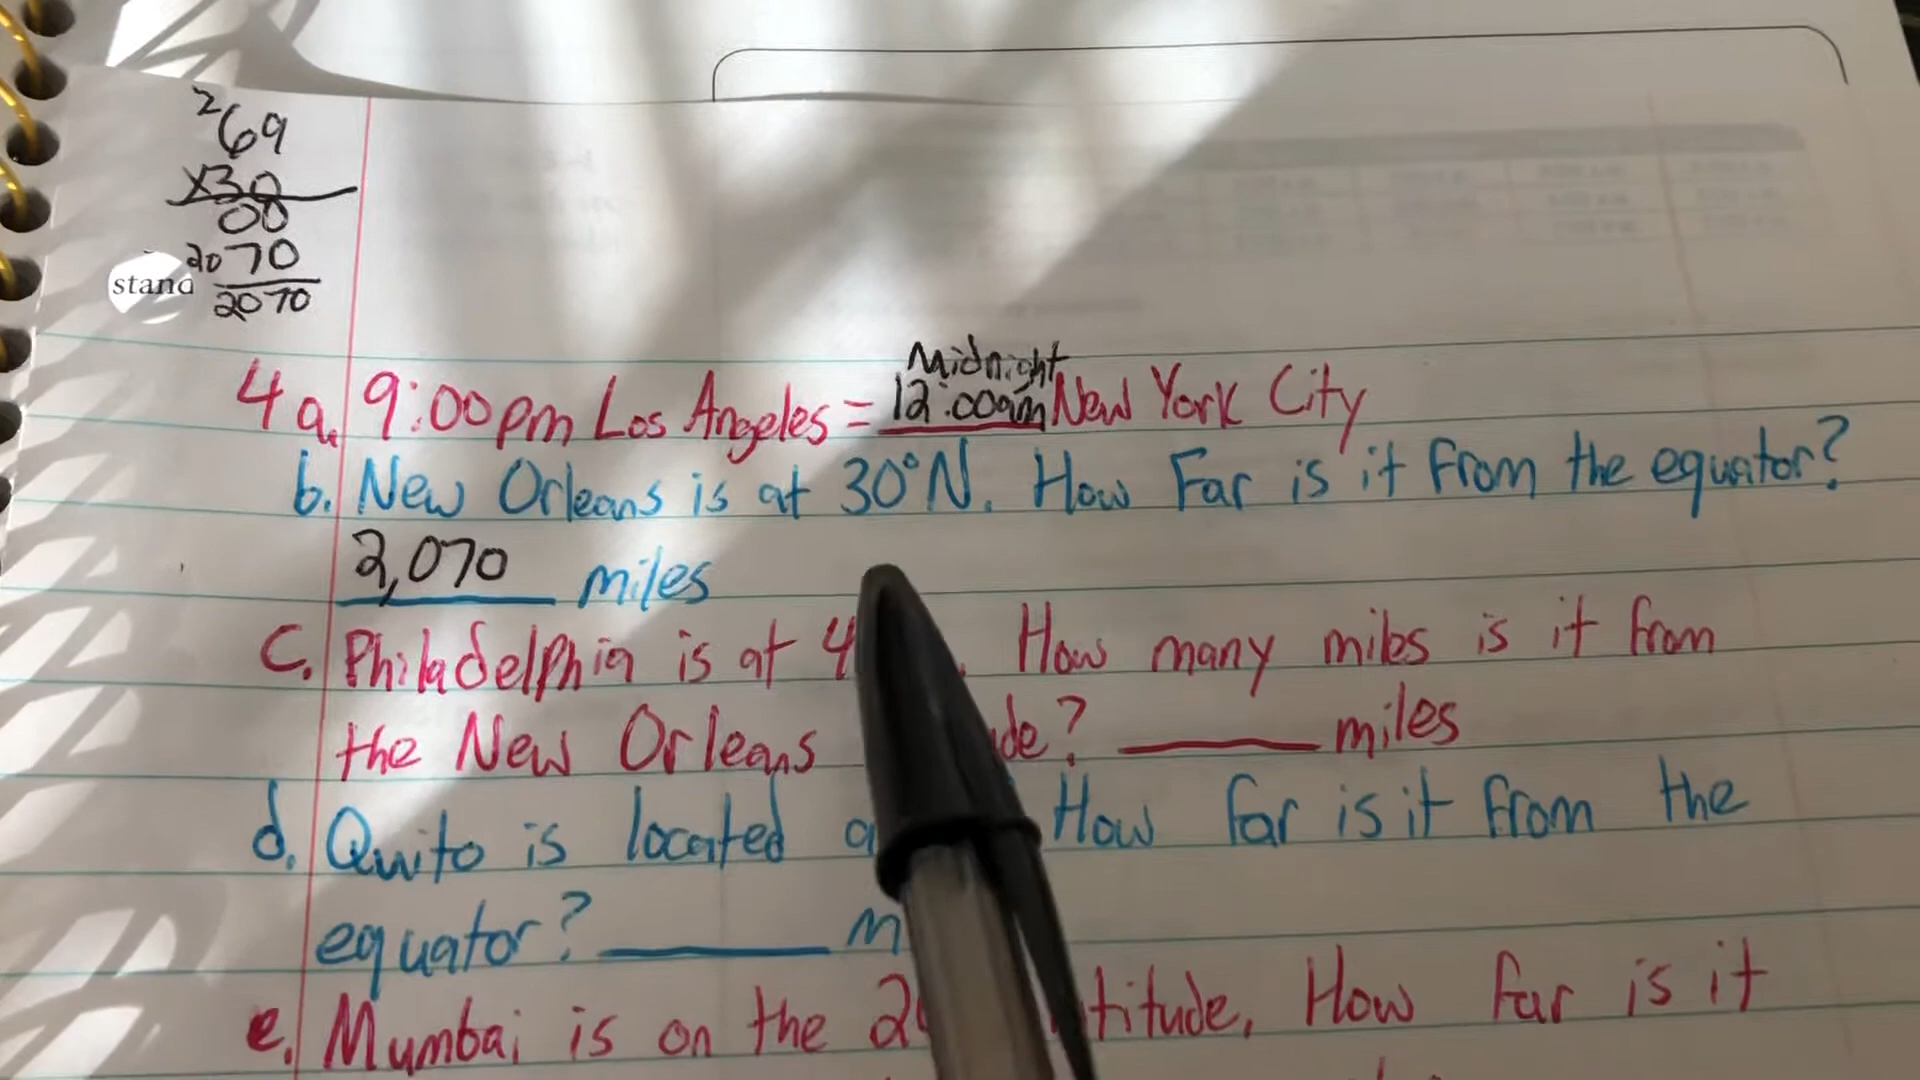 ²69
x30
00
2070
stand 2070
Midnight
4a. 9:00pm Los Angeles = 12:00am New York City
b. New Orleans is at 30°N. How Far is it from the equator?
2,070 miles
c. Philadelphia is at 4 . How many miles is it from
the New Orleans de? ______ miles
d. Quito is located How far is it from the
equator? ______ m
e. Mumbai is on the 2 titude. How far is it